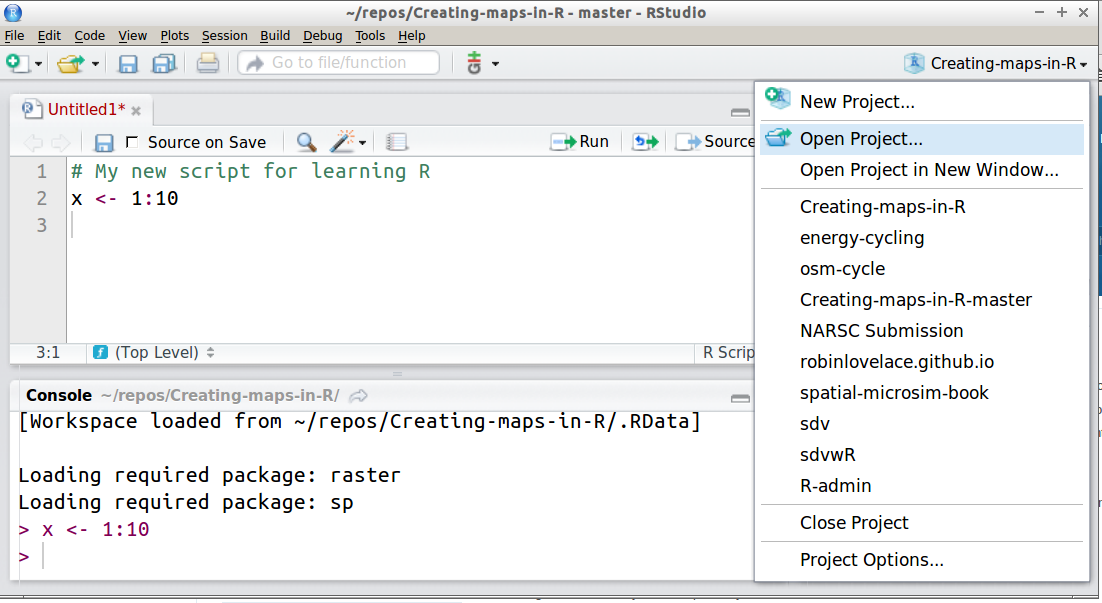 ~/repos/Creating-maps-in-R - master - RStudio
File Edit Code View Plots Session Build Debug Tools Help
Go to file/function
Creating-maps-in-R
Untitled1*
Source on Save
Run
Source
1 # My new script for learning R
2 x <- 1:10
3
3:1 (Top Level)
R Scrip
Console ~/repos/Creating-maps-in-R/
[Workspace loaded from ~/repos/Creating-maps-in-R/.RData]
Loading required package: raster
Loading required package: sp
> x <- 1:10
>
New Project...
Open Project...
Open Project in New Window...
Creating-maps-in-R
energy-cycling
osm-cycle
Creating-maps-in-R-master
NARSC Submission
robinlovelace.github.io
spatial-microsim-book
sdv
sdvwR
R-admin
Close Project
Project Options...